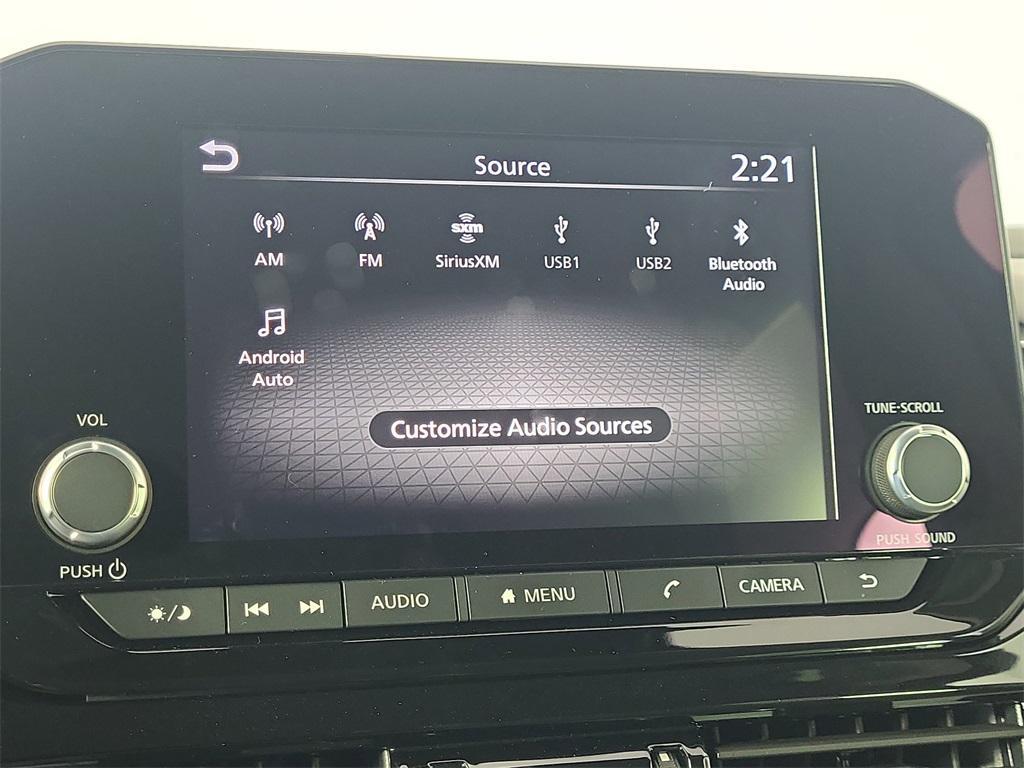 Source
2:21
AM
FM
sxm
SiriusXM
USB1
USB2
Bluetooth
Audio
Android
Auto
Customize Audio Sources
VOL
PUSH
TUNE·SCROLL
PUSH SOUND
AUDIO
MENU
CAMERA